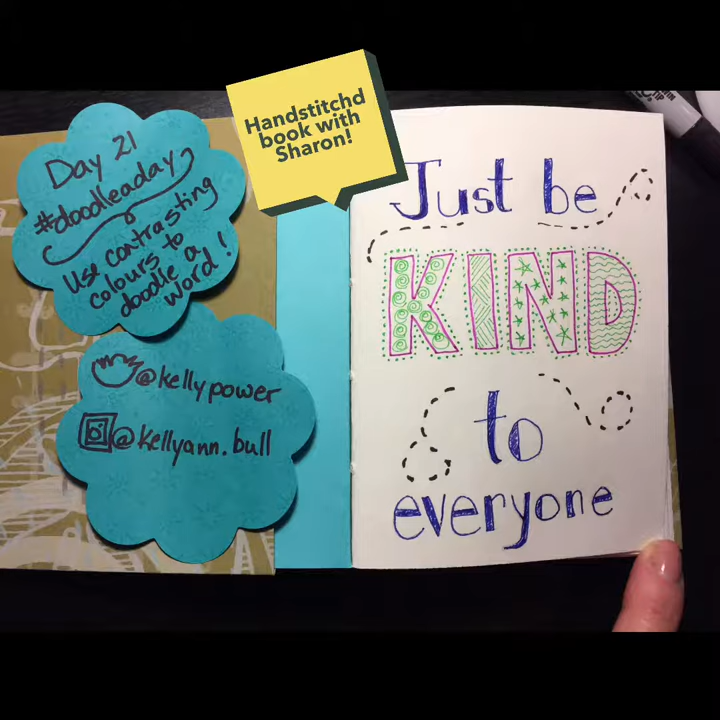 Day 21
#doodleaday
Use contrasting
colours to
doodle a
word!
@kellypower
@kellyann.bull
Handstitchd
book with
Sharon!
Just be
KIND
to
everyone